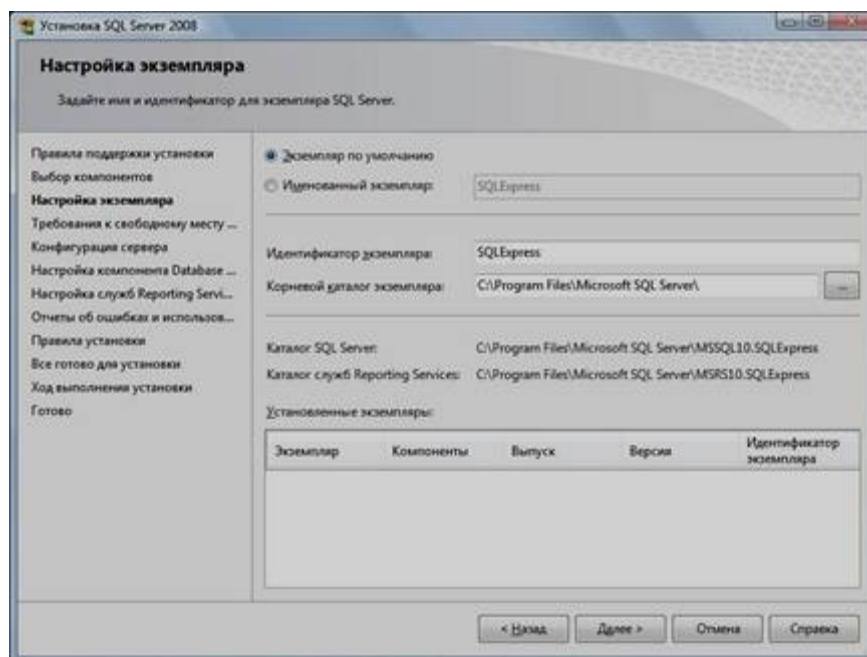 Установка SQL Server 2008
Настройка экземпляра
Задайте имя и идентификатор для экземпляра SQL Server.
Правила поддержки установки
Выбор компонентов
Настройка экземпляра
Требования к свободному месту ...
Конфигурация сервера
Настройка компонента Database ...
Настройка служб Reporting Servi...
Отчеты об ошибках и использов...
Правила установки
Все готово для установки
Ход выполнения установки
Готово
Экземпляр по умолчанию
Именованный экземпляр: SQLExpress
Идентификатор экземпляра: SQLExpress
Корневой каталог экземпляра: C:\Program Files\Microsoft SQL Server\ ...
Каталог SQL Server: C:\Program Files\Microsoft SQL Server\MSSQL10.SQLExpress
Каталог служб Reporting Services: C:\Program Files\Microsoft SQL Server\MSRS10.SQLExpress
Установленные экземпляры:
Экземпляр Компоненты Выпуск Версия Идентификатор экземпляра
< Назад Далее > Отмена Справка